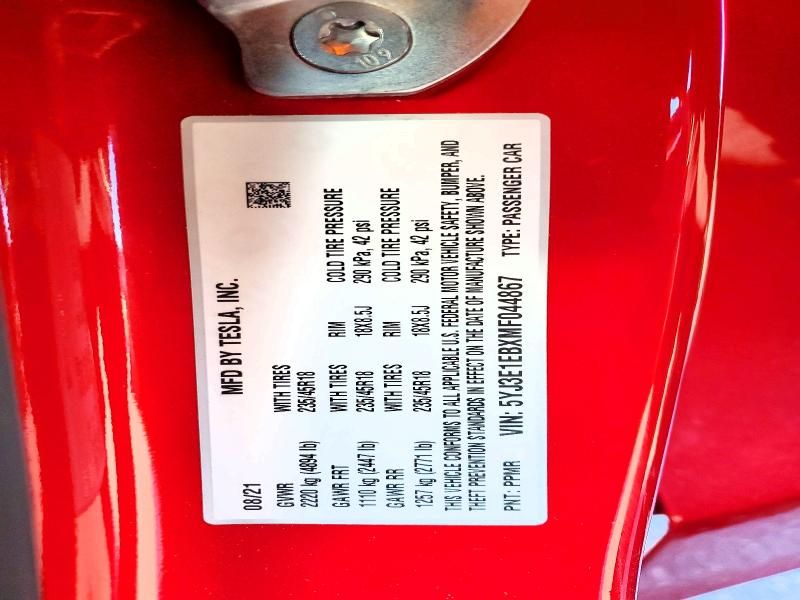 10.9
MFD BY TESLA, INC.
08/21
GVWR WITH TIRES
2220 kg (4894 lb) 235/45R18
GAWR FRT WITH TIRES RIM COLD TIRE PRESSURE
1110 kg (2447 lb) 235/45R18 18X8.5J 290 kPa, 42 psi
GAWR RR WITH TIRES RIM COLD TIRE PRESSURE
1257 kg (2771 lb) 235/45R18 18X8.5J 290 kPa, 42 psi
THIS VEHICLE CONFORMS TO ALL APPLICABLE U.S. FEDERAL MOTOR VEHICLE SAFETY, BUMPER, AND
THEFT PREVENTION STANDARDS IN EFFECT ON THE DATE OF MANUFACTURE SHOWN ABOVE.
PNT: PPMR VIN: 5YJ3E1EBXMF044867 TYPE: PASSENGER CAR